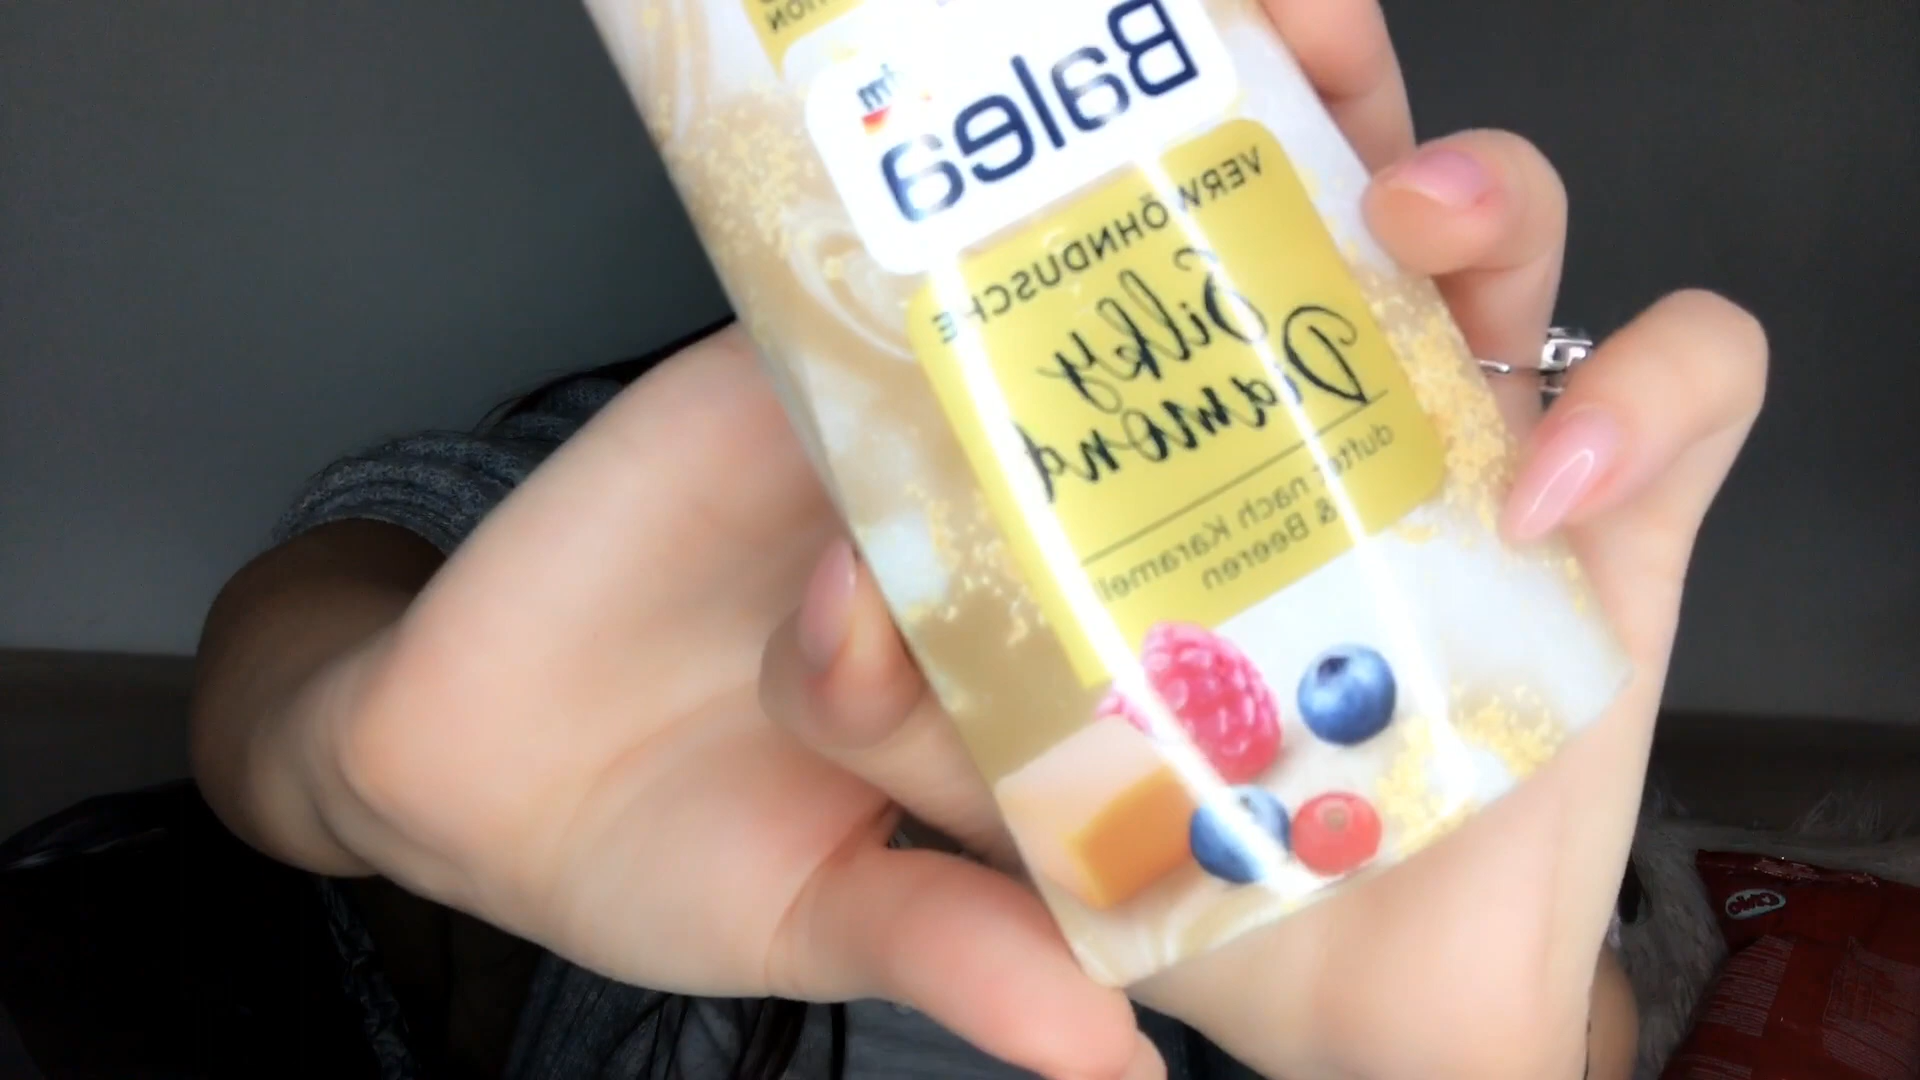 Balea
VERWÖHNDUSCHE
Silky
Diamond
duftet nach Karamell
& Beeren